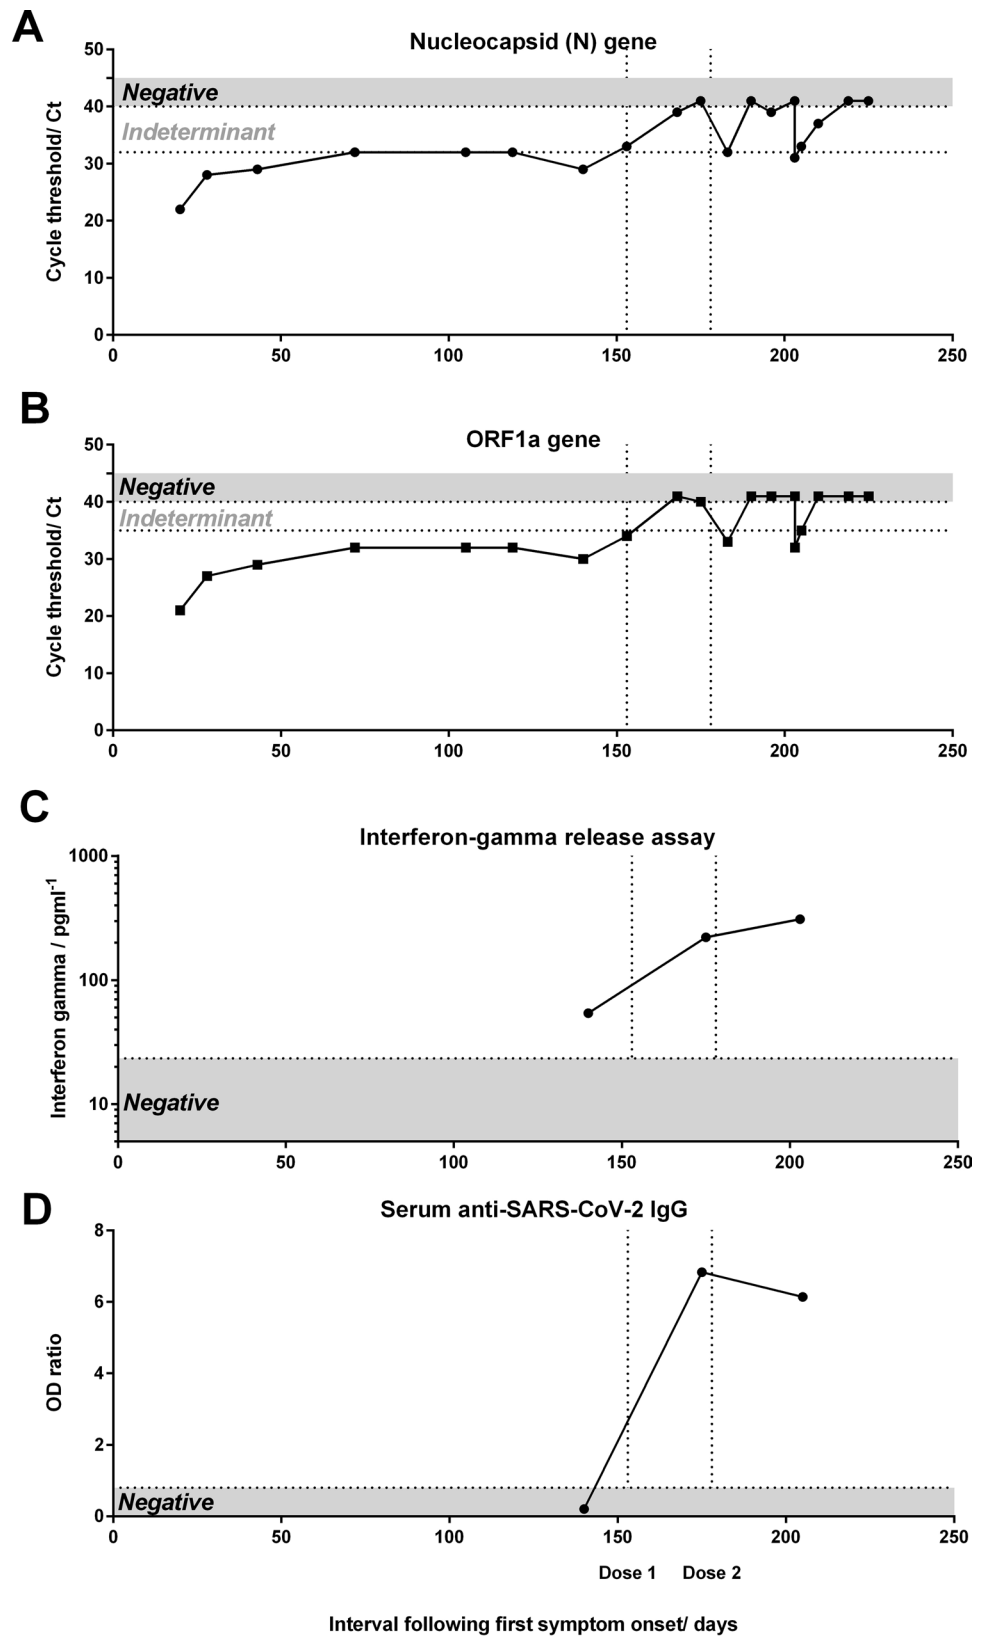 A
Nucleocapsid (N) gene
Cycle threshold/ Ct
50
40
30
20
10
0
Negative
Indeterminant
0 50 100 150 200 250
B
ORF1a gene
Cycle threshold/ Ct
50
40
30
20
10
0
Negative
Indeterminant
0 50 100 150 200 250
C
Interferon-gamma release assay
Interferon gamma / pgml⁻¹
1000
100
10
Negative
0 50 100 150 200 250
D
Serum anti-SARS-CoV-2 IgG
OD ratio
8
6
4
2
0
Negative
0 50 100 150 200 250
Dose 1 Dose 2
Interval following first symptom onset/ days